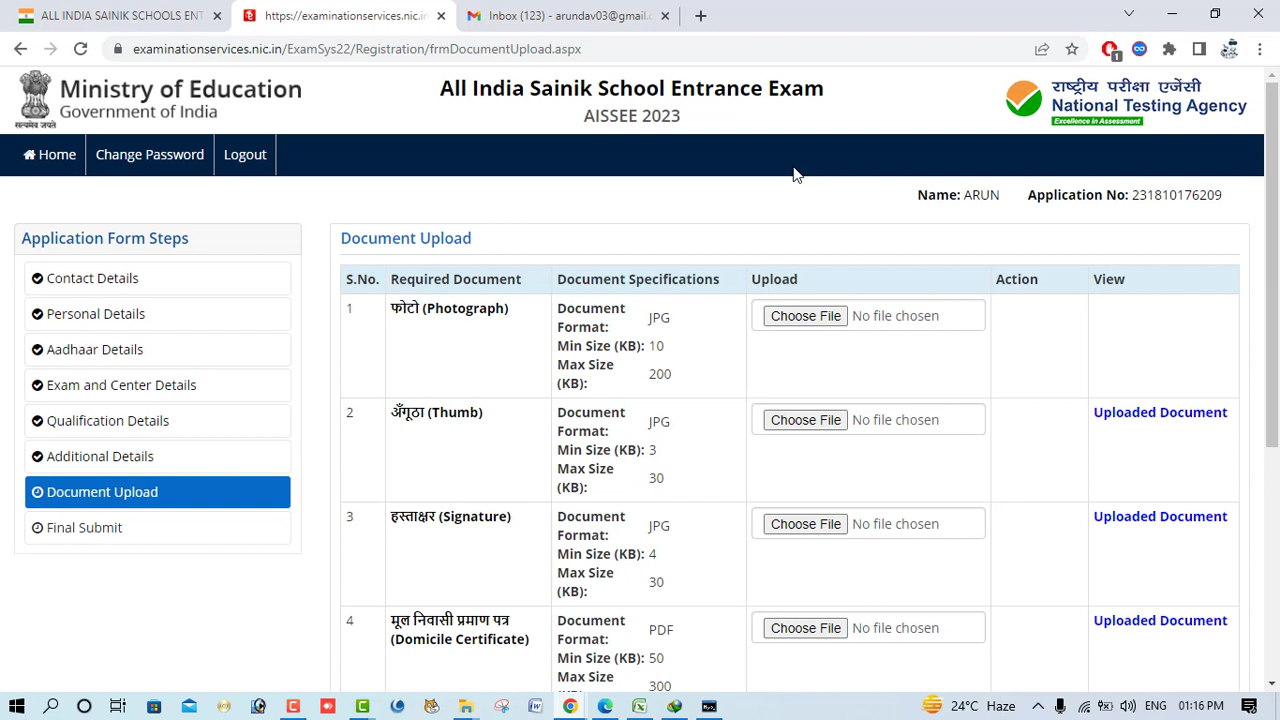 ALL INDIA SAINIK SCHOOLS ENT
https://examinationservices.nic.in
Inbox (123) - arundav03@gmail.c
examinationservices.nic.in/ExamSys22/Registration/frmDocumentUpload.aspx
1
Ministry of Education
Government of India
सत्यमेव जयते
All India Sainik School Entrance Exam
AISSEE 2023
राष्ट्रीय परीक्षा एजेंसी
National Testing Agency
Excellence in Assessment
Home Change Password Logout
Name: ARUN Application No: 231810176209
Application Form Steps
Contact Details
Personal Details
Aadhaar Details
Exam and Center Details
Qualification Details
Additional Details
Document Upload
Final Submit
Document Upload
S.No. Required Document Document Specifications Upload Action View
1 फोटो (Photograph) Document Format: JPG Choose File No file chosen
Min Size (KB): 10
Max Size (KB): 200
2 अँगूठा (Thumb) Document Format: JPG Choose File No file chosen Uploaded Document
Min Size (KB): 3
Max Size (KB): 30
3 हस्ताक्षर (Signature) Document Format: JPG Choose File No file chosen Uploaded Document
Min Size (KB): 4
Max Size (KB): 30
4 मूल निवासी प्रमाण पत्र (Domicile Certificate) Document Format: PDF Choose File No file chosen Uploaded Document
Min Size (KB): 50
Max Size 300
24°C Haze ENG 01:16 PM